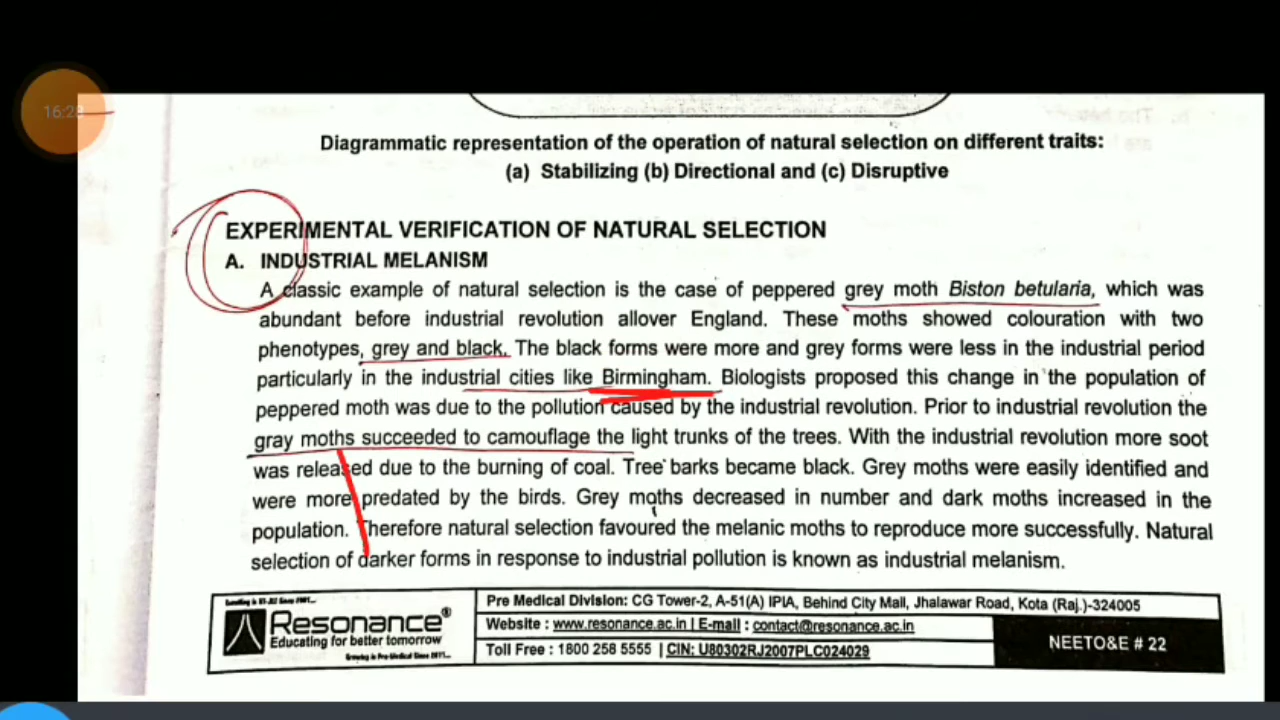 16:28
Diagrammatic representation of the operation of natural selection on different traits:
(a) Stabilizing (b) Directional and (c) Disruptive
EXPERIMENTAL VERIFICATION OF NATURAL SELECTION
A. INDUSTRIAL MELANISM
A classic example of natural selection is the case of peppered grey moth Biston betularia, which was
abundant before industrial revolution allover England. These moths showed colouration with two
phenotypes, grey and black. The black forms were more and grey forms were less in the industrial period
particularly in the industrial cities like Birmingham. Biologists proposed this change in the population of
peppered moth was due to the pollution caused by the industrial revolution. Prior to industrial revolution the
gray moths succeeded to camouflage the light trunks of the trees. With the industrial revolution more soot
was released due to the burning of coal. Tree barks became black. Grey moths were easily identified and
were more predated by the birds. Grey moths decreased in number and dark moths increased in the
population. Therefore natural selection favoured the melanic moths to reproduce more successfully. Natural
selection of darker forms in response to industrial pollution is known as industrial melanism.
Resonance®
Educating for better tomorrow
Pre Medical Division: CG Tower-2, A-51(A) IPIA, Behind City Mall, Jhalawar Road, Kota (Raj.)-324005
Website : www.resonance.ac.in | E-mail : contact@resonance.ac.in
Toll Free : 1800 258 5555 | CIN: U80302RJ2007PLC024029
NEETO&E # 22